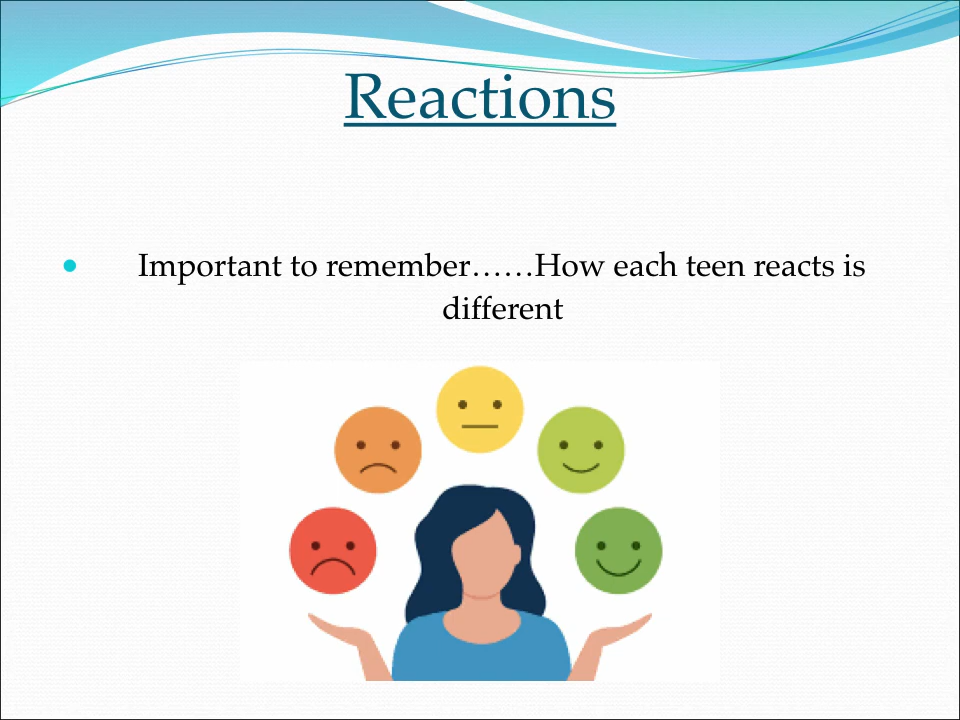 Reactions
Important to remember……How each teen reacts is
different